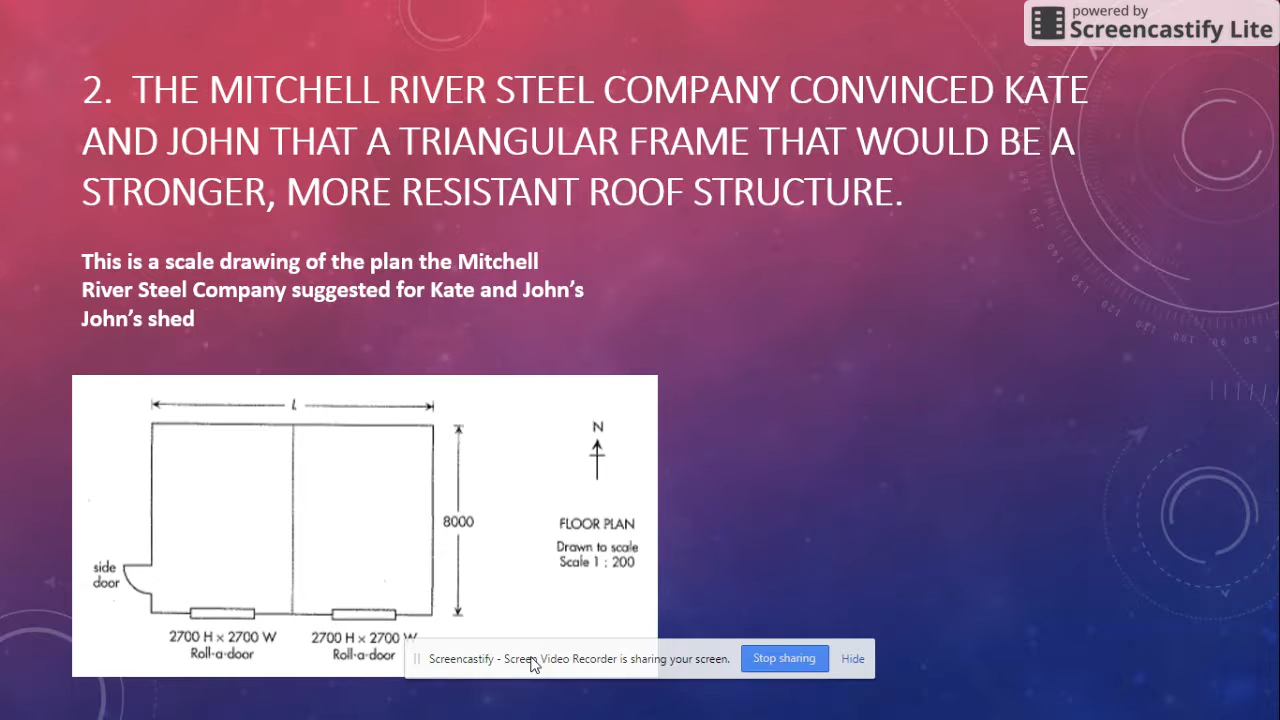 powered by
Screencastify Lite
2. THE MITCHELL RIVER STEEL COMPANY CONVINCED KATE
AND JOHN THAT A TRIANGULAR FRAME THAT WOULD BE A
STRONGER, MORE RESISTANT ROOF STRUCTURE.
This is a scale drawing of the plan the Mitchell
River Steel Company suggested for Kate and John’s
John’s shed
L
N
8000
FLOOR PLAN
Drawn to scale
Scale 1 : 200
side
door
2700 H × 2700 W
Roll-a-door
2700 H × 2700 W
Roll-a-door
Screencastify - Screen Video Recorder is sharing your screen.
Stop sharing
Hide